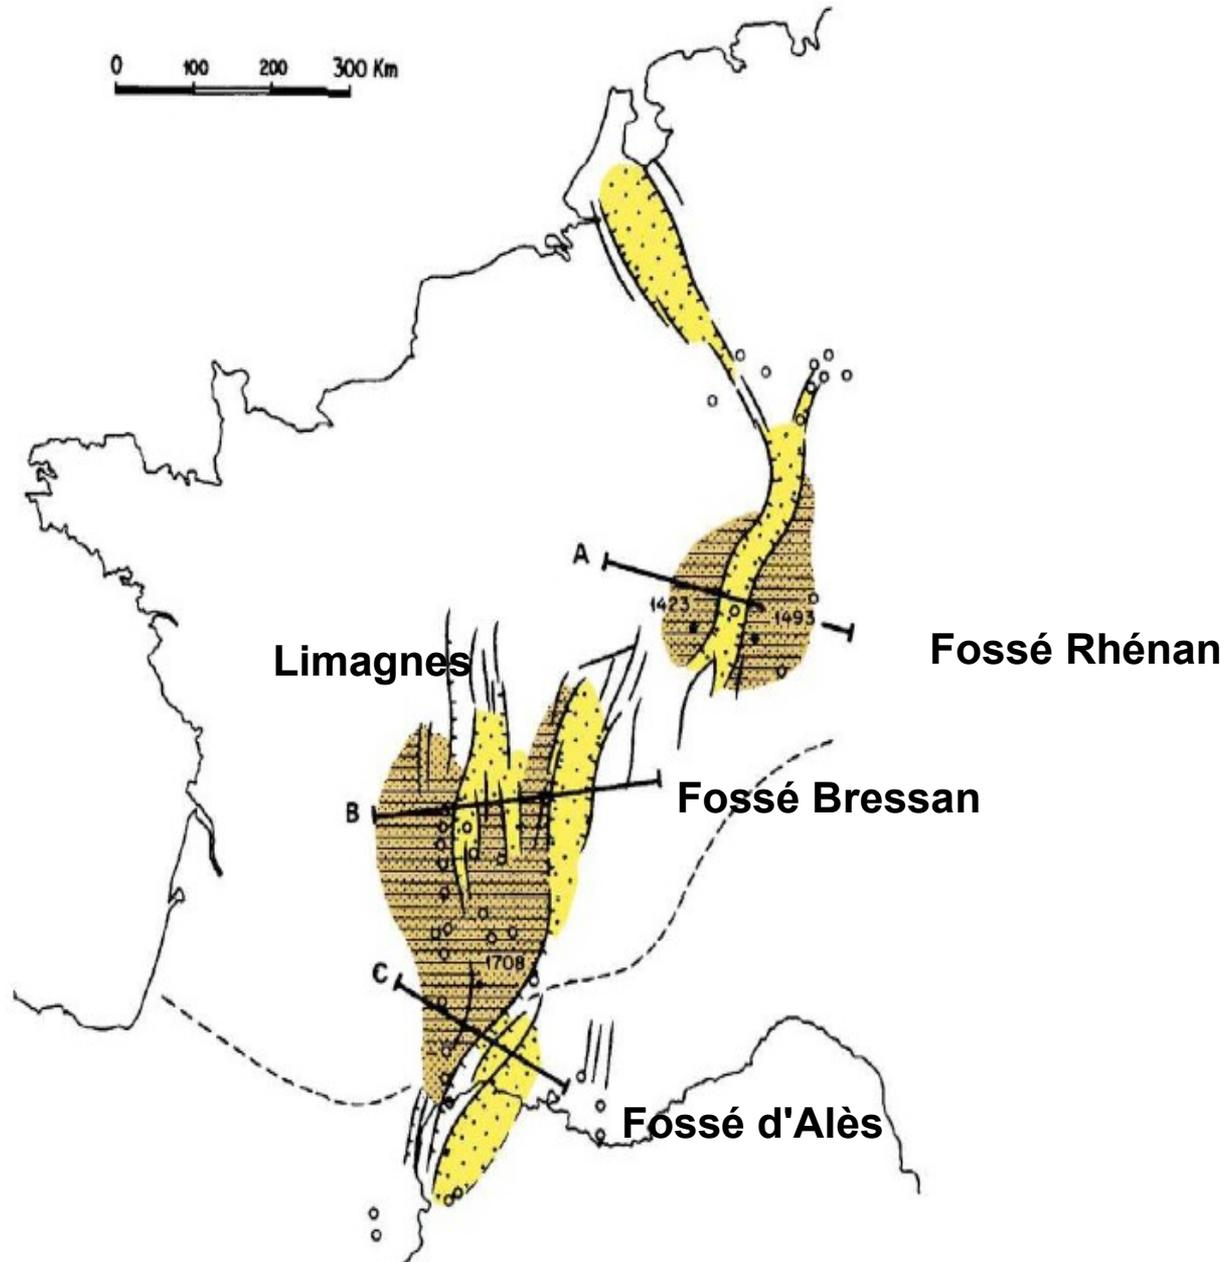 0 100 200 300 Km
A
1423
1493
Fossé Rhénan
Limagnes
Fossé Bressan
B
1708
C
Fossé d'Alès